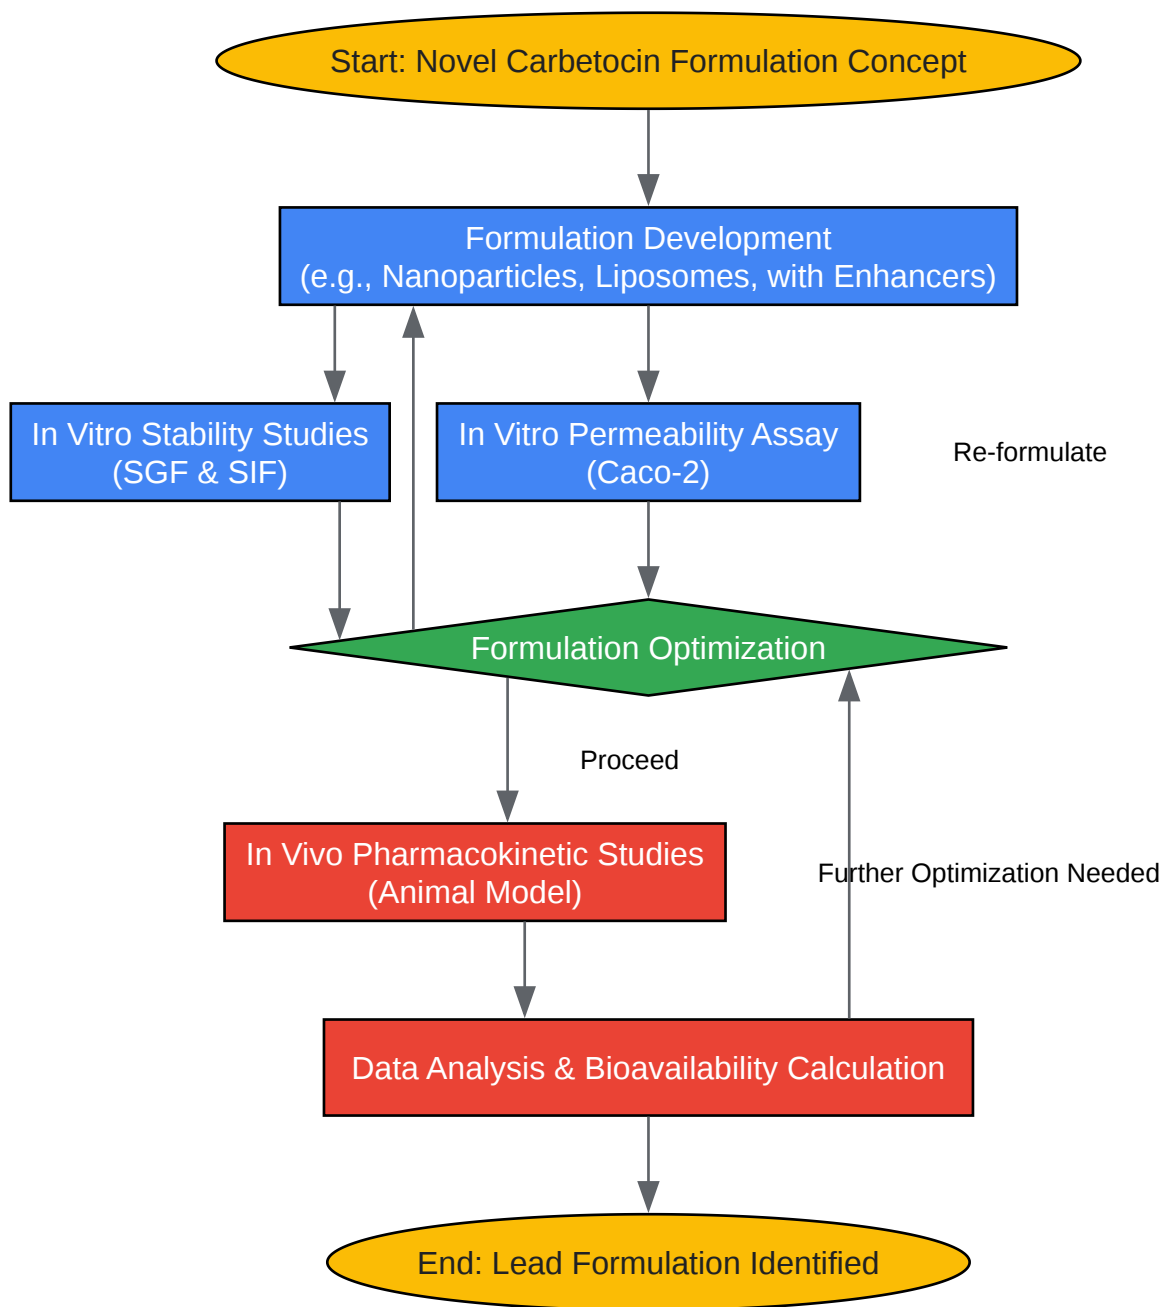 Start: Novel Carbetocin Formulation Concept
Formulation Development
(e.g., Nanoparticles, Liposomes, with Enhancers)
In Vitro Stability Studies
(SGF & SIF)
In Vitro Permeability Assay
(Caco-2)
Re-formulate
Formulation Optimization
Proceed
In Vivo Pharmacokinetic Studies
(Animal Model)
Further Optimization Needed
Data Analysis & Bioavailability Calculation
End: Lead Formulation Identified